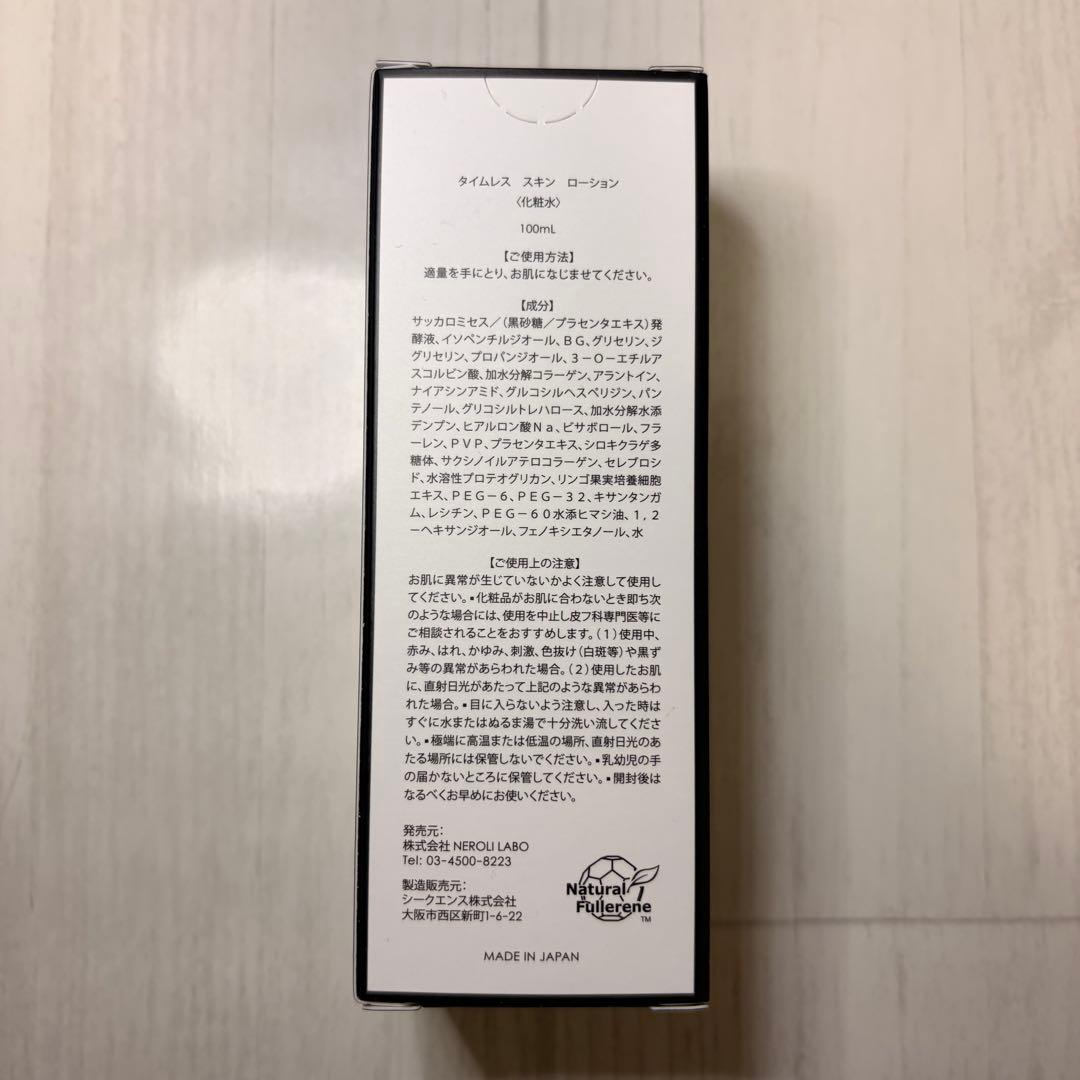 タイムレス　スキン　ローション
〈化粧水〉
100mL
【ご使用方法】
適量を手にとり、お肌になじませてください。
【成分】
サッカロミセス／（黒砂糖／プラセンタエキス）発
酵液、イソペンチルジオール、ＢＧ、グリセリン、ジ
グリセリン、プロパンジオール、３－Ｏ－エチルア
スコルビン酸、加水分解コラーゲン、アラントイン、
ナイアシンアミド、グルコシルヘスペリジン、パン
テノール、グリコシルトレハロース、加水分解水添
デンプン、ヒアルロン酸Ｎａ、ビサボロール、フラ
ーレン、ＰＶＰ、プラセンタエキス、シロキクラゲ多
糖体、サクシノイルアテロコラーゲン、セレブロシ
ド、水溶性プロテオグリカン、リンゴ果実培養細胞
エキス、ＰＥＧ－６、ＰＥＧ－３２、キサンタンガ
ム、レシチン、ＰＥＧ－６０水添ヒマシ油、１，２
－ヘキサンジオール、フェノキシエタノール、水
【ご使用上の注意】
お肌に異常が生じていないかよく注意して使用し
てください。▪化粧品がお肌に合わないとき即ち次
のような場合には、使用を中止し皮フ科専門医等に
ご相談されることをおすすめします。（１）使用中、
赤み、はれ、かゆみ、刺激、色抜け（白斑等）や黒ず
み等の異常があらわれた場合。（２）使用したお肌
に、直射日光があたって上記のような異常があらわ
れた場合。▪目に入らないよう注意し、入った時は
すぐに水またはぬるま湯で十分洗い流してくださ
い。▪極端に高温または低温の場所、直射日光のあ
たる場所には保管しないでください。▪乳幼児の手
の届かないところに保管してください。▪開封後は
なるべくお早めにお使いください。
発売元：
株式会社 NEROLI LABO
Tel: 03-4500-8223
製造販売元：
シークエンス株式会社
大阪市西区新町1-6-22
Natural
Fullerene
TM
MADE IN JAPAN